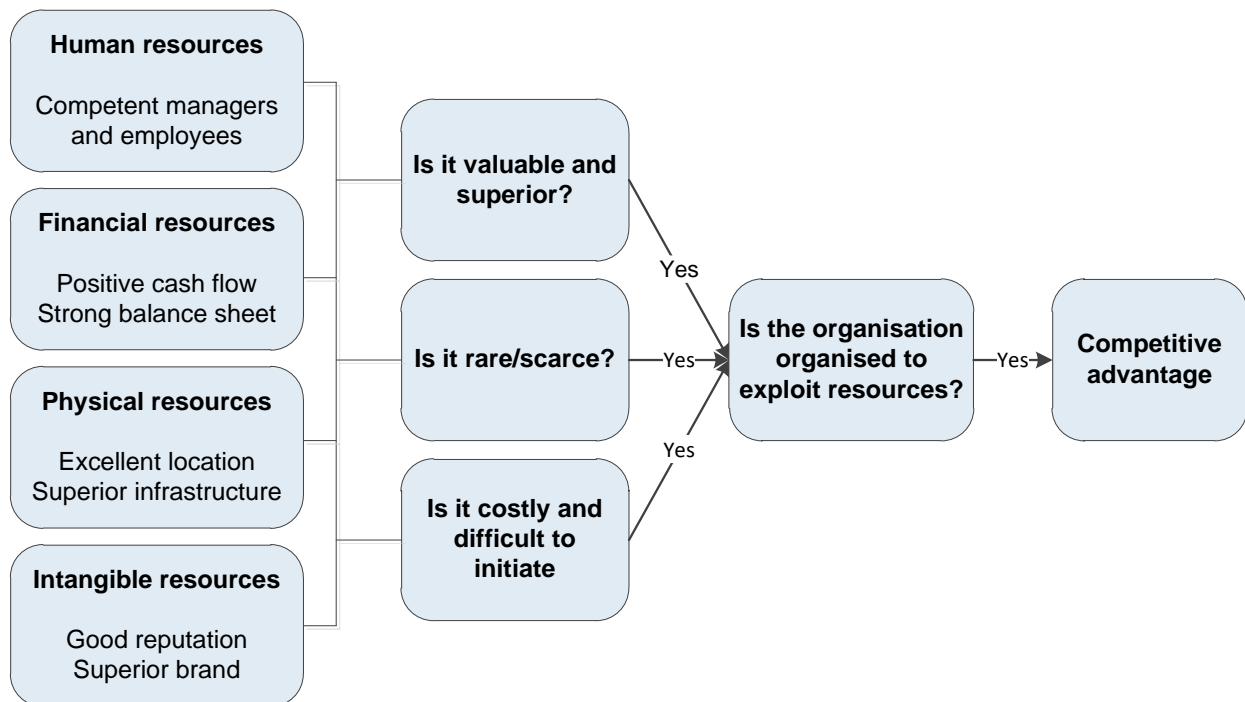 Human resources
Competent managers
and employees
Financial resources
Positive cash flow
Strong balance sheet
Physical resources
Excellent location
Superior infrastructure
Intangible resources
Good reputation
Superior brand
Is it valuable and
superior?
Is it rare/scarce?
Is it costly and
difficult to
initiate
Yes
Yes
Yes
Is the organisation
organised to
exploit resources?
Yes
Competitive
advantage